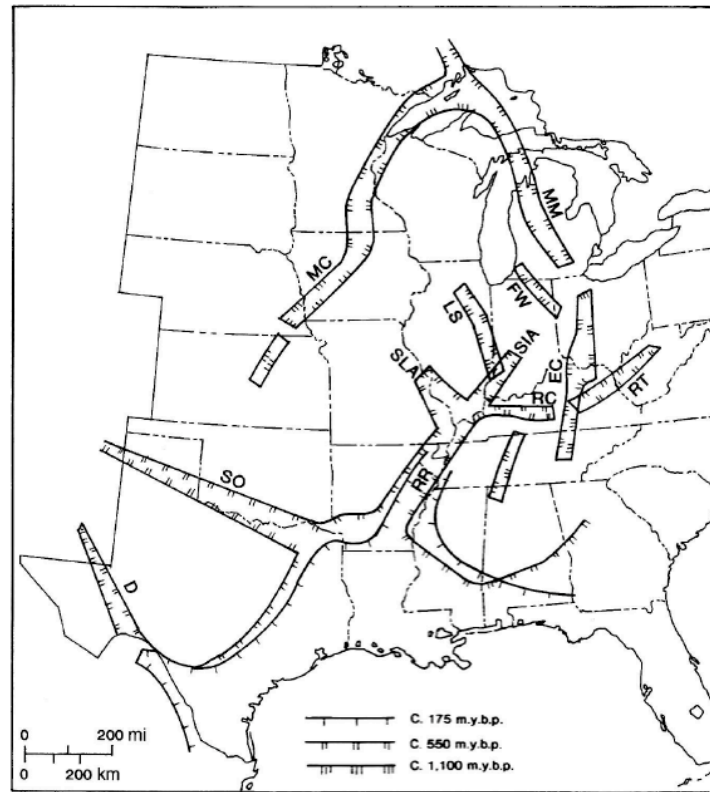 MM
MC
FW
LS
SIA
SLA
EC
RT
RC
SO
RR
D
C. 175 m.y.b.p.
0 200 mi
C. 550 m.y.b.p.
0 200 km
C. 1,100 m.y.b.p.